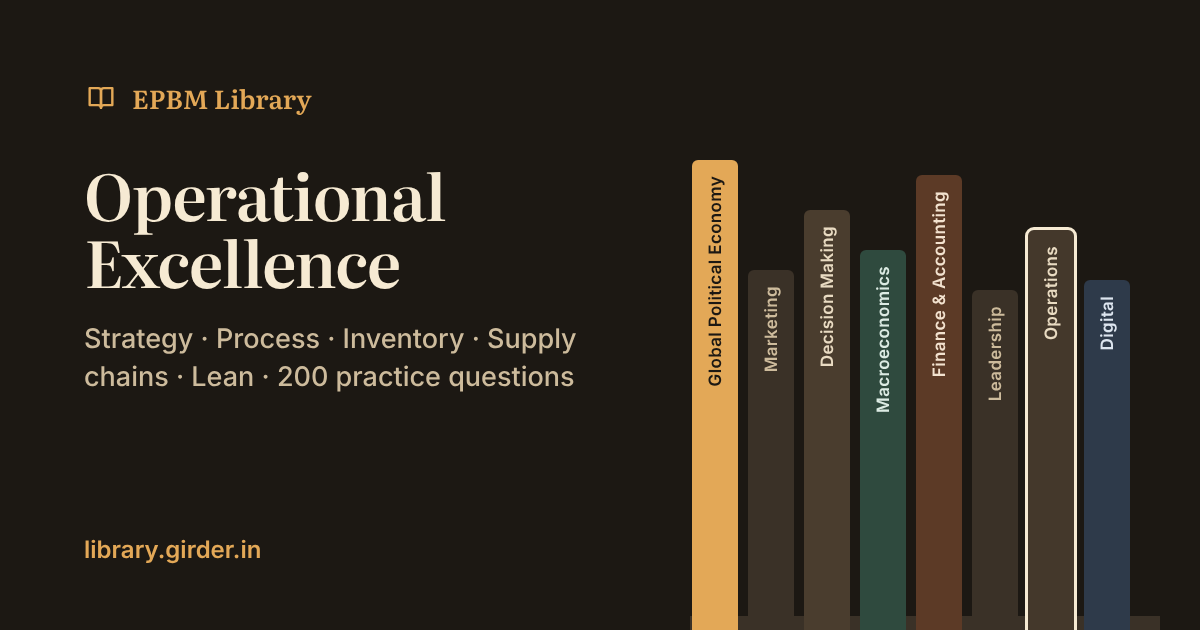 EPBM Library
Operational
Excellence
Strategy · Process · Inventory · Supply
chains · Lean · 200 practice questions
library.girder.in
Global Political Economy
Marketing
Decision Making
Macroeconomics
Finance & Accounting
Leadership
Operations
Digital